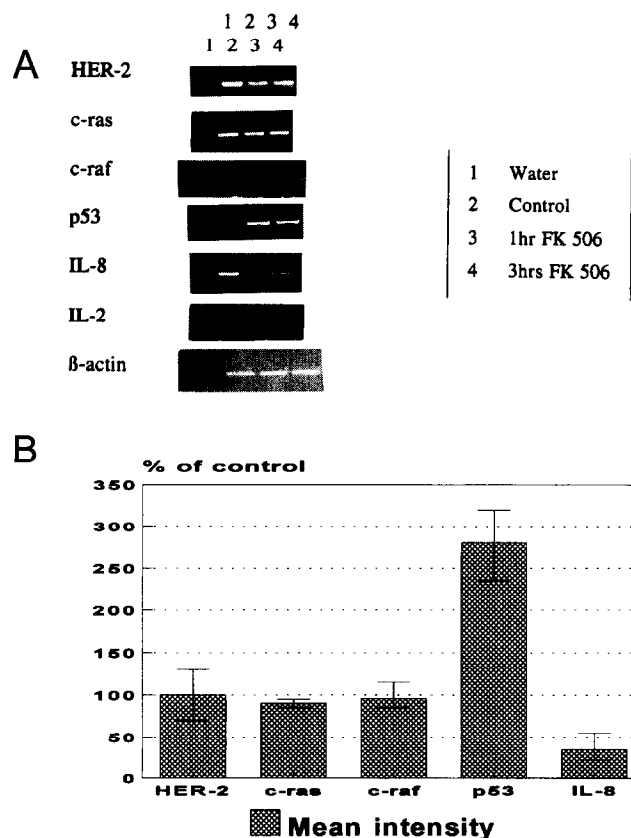 1 2 3 4
1 2 3 4
A
HER-2
c-ras
c-raf
p53
IL-8
IL-2
ß-actin
1 Water
2 Control
3 1hr FK 506
4 3hrs FK 506
B
% of control
350
300
250
200
150
100
50
0
HER-2 c-ras c-raf p53 IL-8
Mean intensity